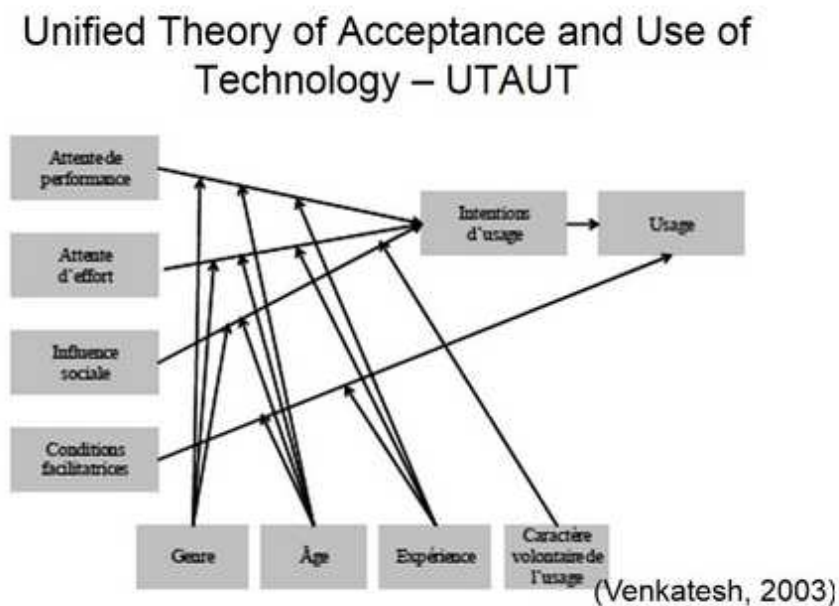 Unified Theory of Acceptance and Use of
Technology – UTAUT
Attente de
performance
Intentions
d'usage
Usage
Attente
d'effort
Influence
sociale
Conditions
facilitatrices
Genre
Âge
Expérience
Caractère
volontaire de
l'usage
(Venkatesh, 2003)